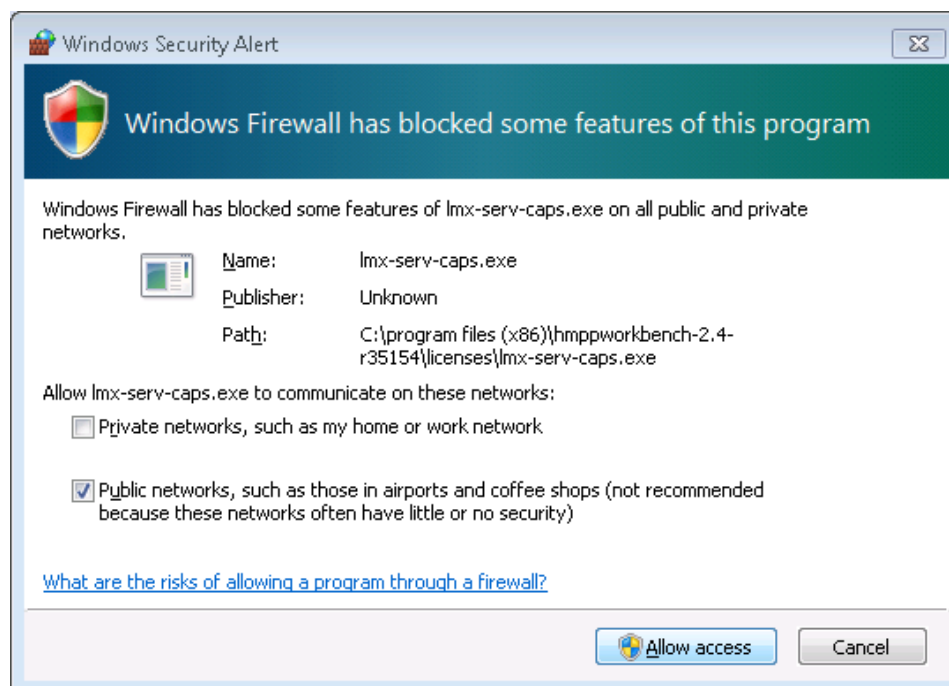 Windows Security Alert
Windows Firewall has blocked some features of this program
Windows Firewall has blocked some features of lmx-serv-caps.exe on all public and private
networks.
Name: lmx-serv-caps.exe
Publisher: Unknown
Path: C:\program files (x86)\hmppworkbench-2.4-
r35154\licenses\lmx-serv-caps.exe
Allow lmx-serv-caps.exe to communicate on these networks:
Private networks, such as my home or work network
Public networks, such as those in airports and coffee shops (not recommended
because these networks often have little or no security)
What are the risks of allowing a program through a firewall?
Allow access
Cancel